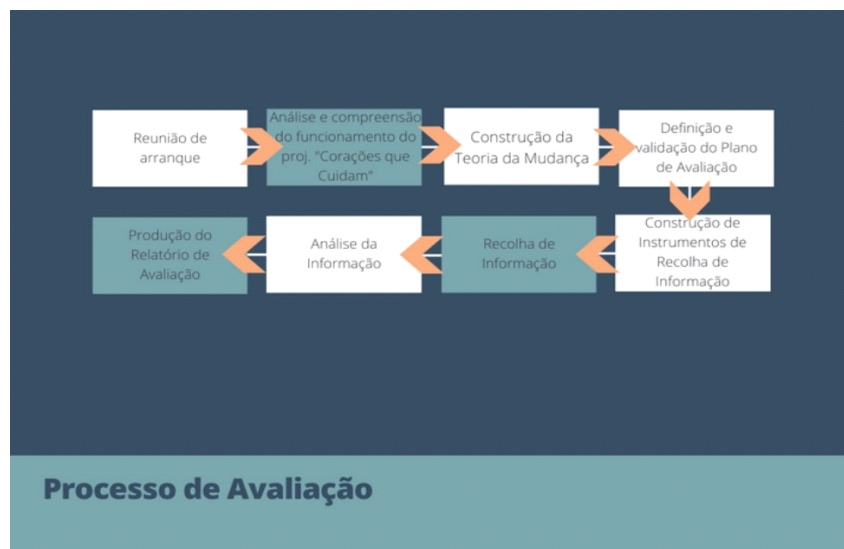 Reunião de
arranque
Análise e compreensão
do funcionamento do
proj. "Corações que
Cuidam"
Construção da
Teoria da Mudança
Definição e
validação do Plano
de Avaliação
Construção de
Instrumentos de
Recolha de
Informação
Recolha de
Informação
Análise da
Informação
Produção do
Relatório de
Avaliação
Processo de Avaliação